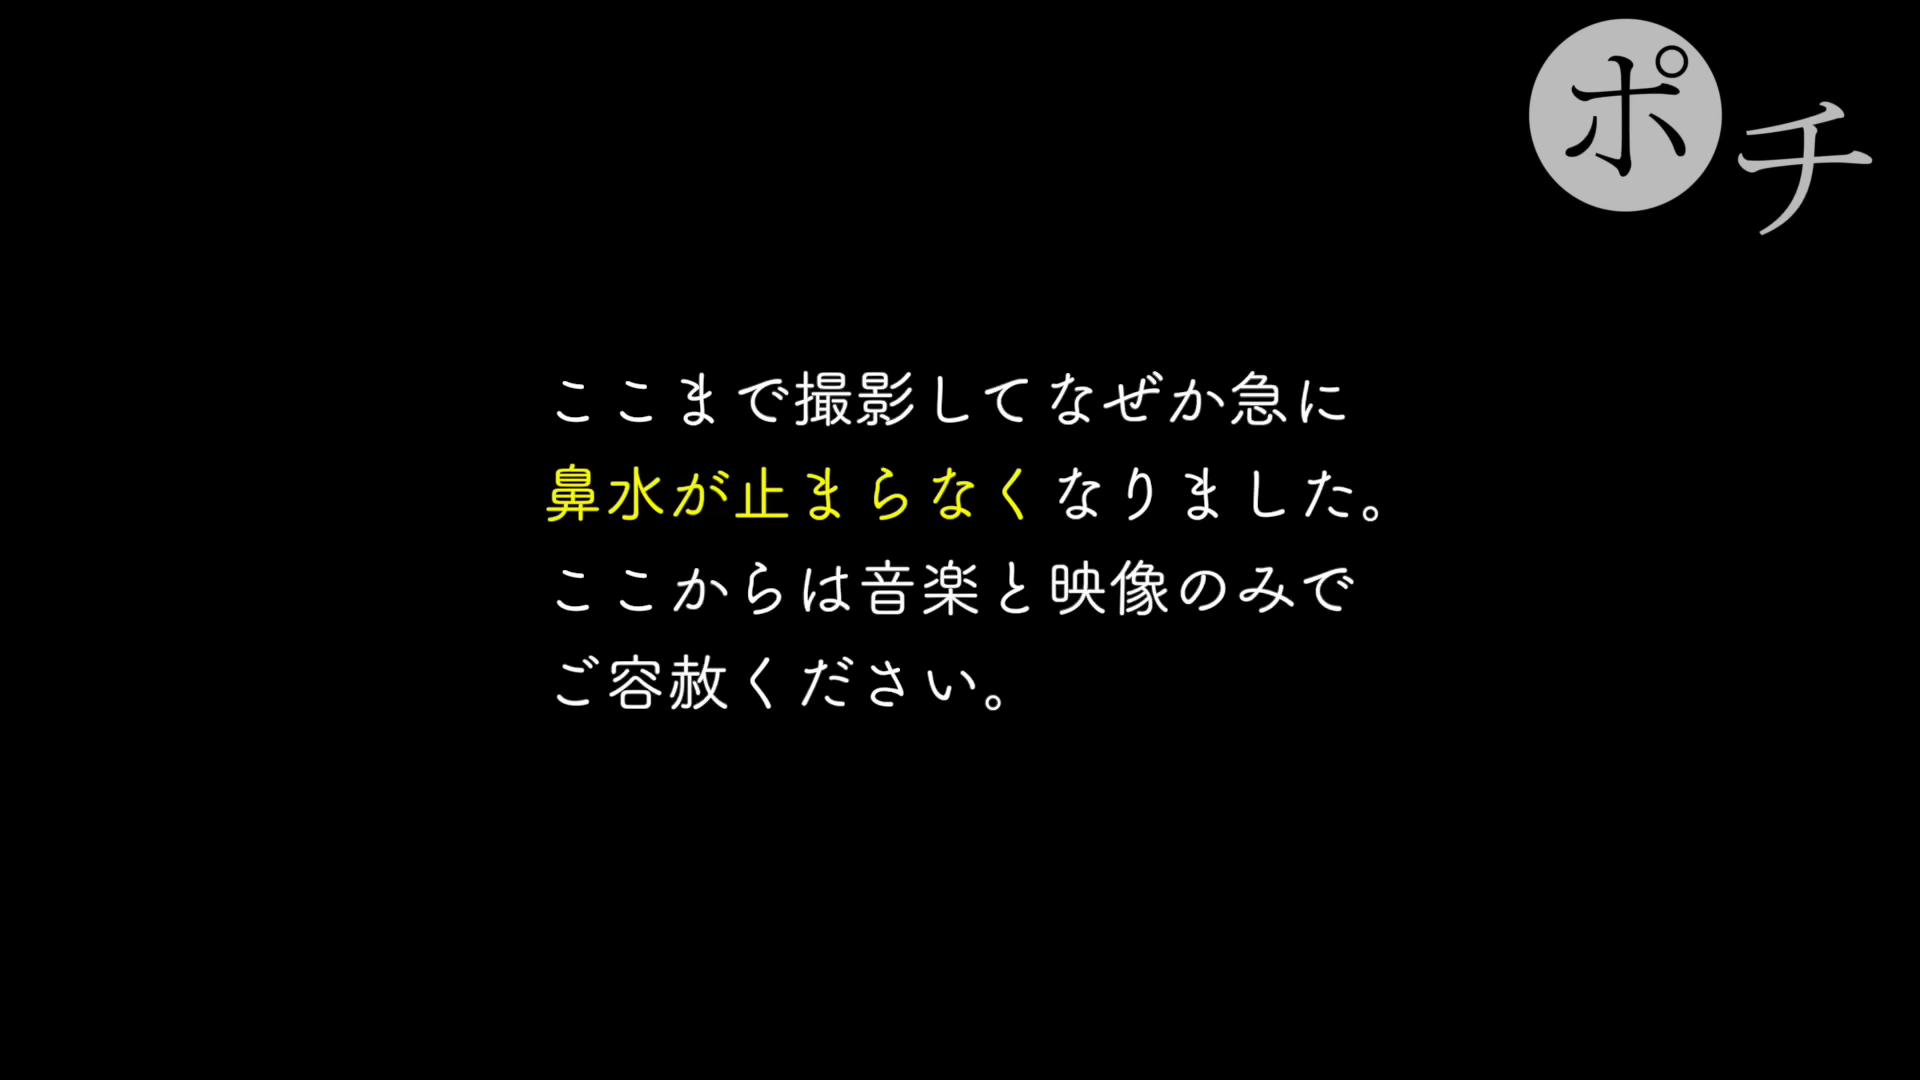 ポチ
ここまで撮影してなぜか急に
鼻水が止まらなくなりました。
ここからは音楽と映像のみで
ご容赦ください。